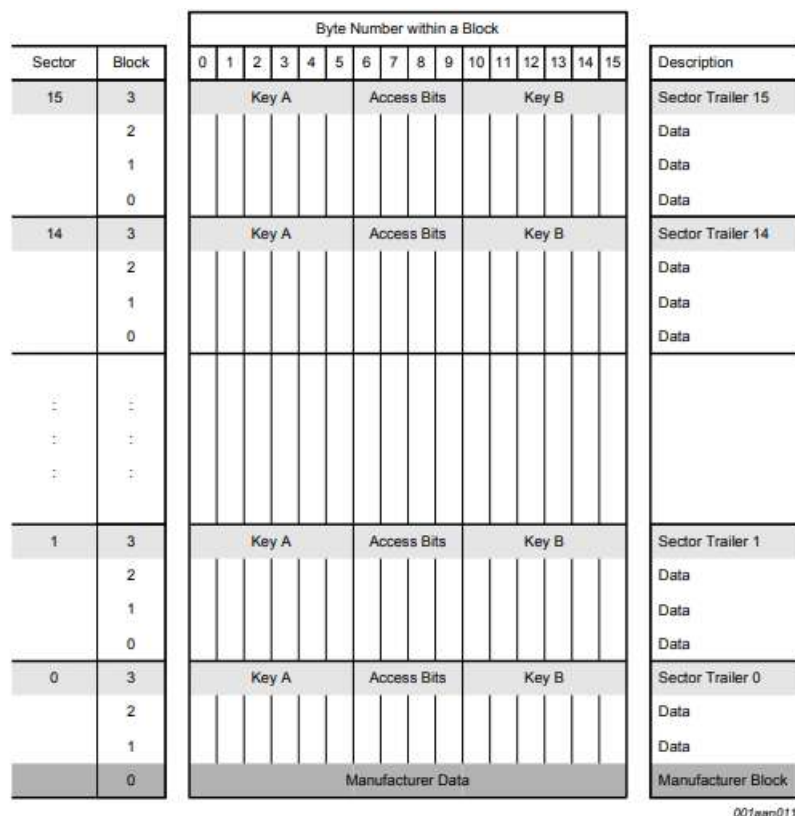 Byte Number within a Block
Sector Block 0 1 2 3 4 5 6 7 8 9 10 11 12 13 14 15 Description
15 3 Key A Access Bits Key B Sector Trailer 15
2 Data
1 Data
0 Data
14 3 Key A Access Bits Key B Sector Trailer 14
2 Data
1 Data
0 Data
: :
: :
: :
1 3 Key A Access Bits Key B Sector Trailer 1
2 Data
1 Data
0 Data
0 3 Key A Access Bits Key B Sector Trailer 0
2 Data
1 Data
0 Manufacturer Data Manufacturer Block
001aan011